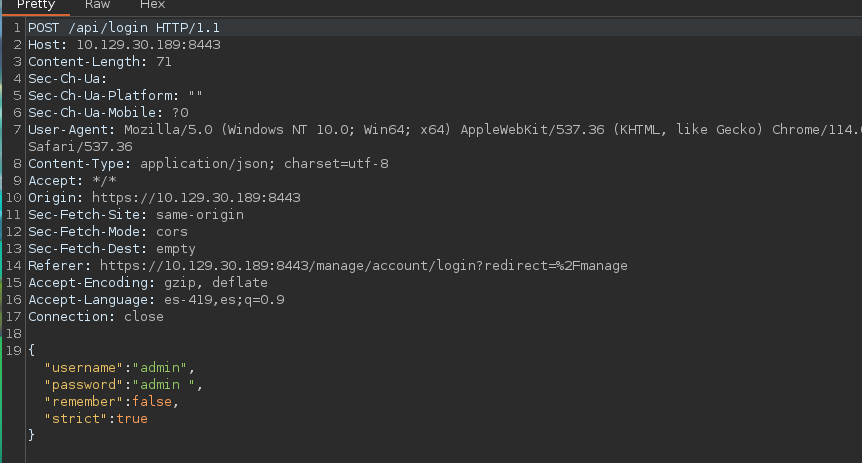 Pretty Raw Hex
1 POST /api/login HTTP/1.1
2 Host: 10.129.30.189:8443
3 Content-Length: 71
4 Sec-Ch-Ua:
5 Sec-Ch-Ua-Platform: ""
6 Sec-Ch-Ua-Mobile: ?0
7 User-Agent: Mozilla/5.0 (Windows NT 10.0; Win64; x64) AppleWebKit/537.36 (KHTML, like Gecko) Chrome/114.
Safari/537.36
8 Content-Type: application/json; charset=utf-8
9 Accept: */*
10 Origin: https://10.129.30.189:8443
11 Sec-Fetch-Site: same-origin
12 Sec-Fetch-Mode: cors
13 Sec-Fetch-Dest: empty
14 Referer: https://10.129.30.189:8443/manage/account/login?redirect=%2Fmanage
15 Accept-Encoding: gzip, deflate
16 Accept-Language: es-419,es;q=0.9
17 Connection: close
18
19 {
"username":"admin",
"password":"admin ",
"remember":false,
"strict":true
}